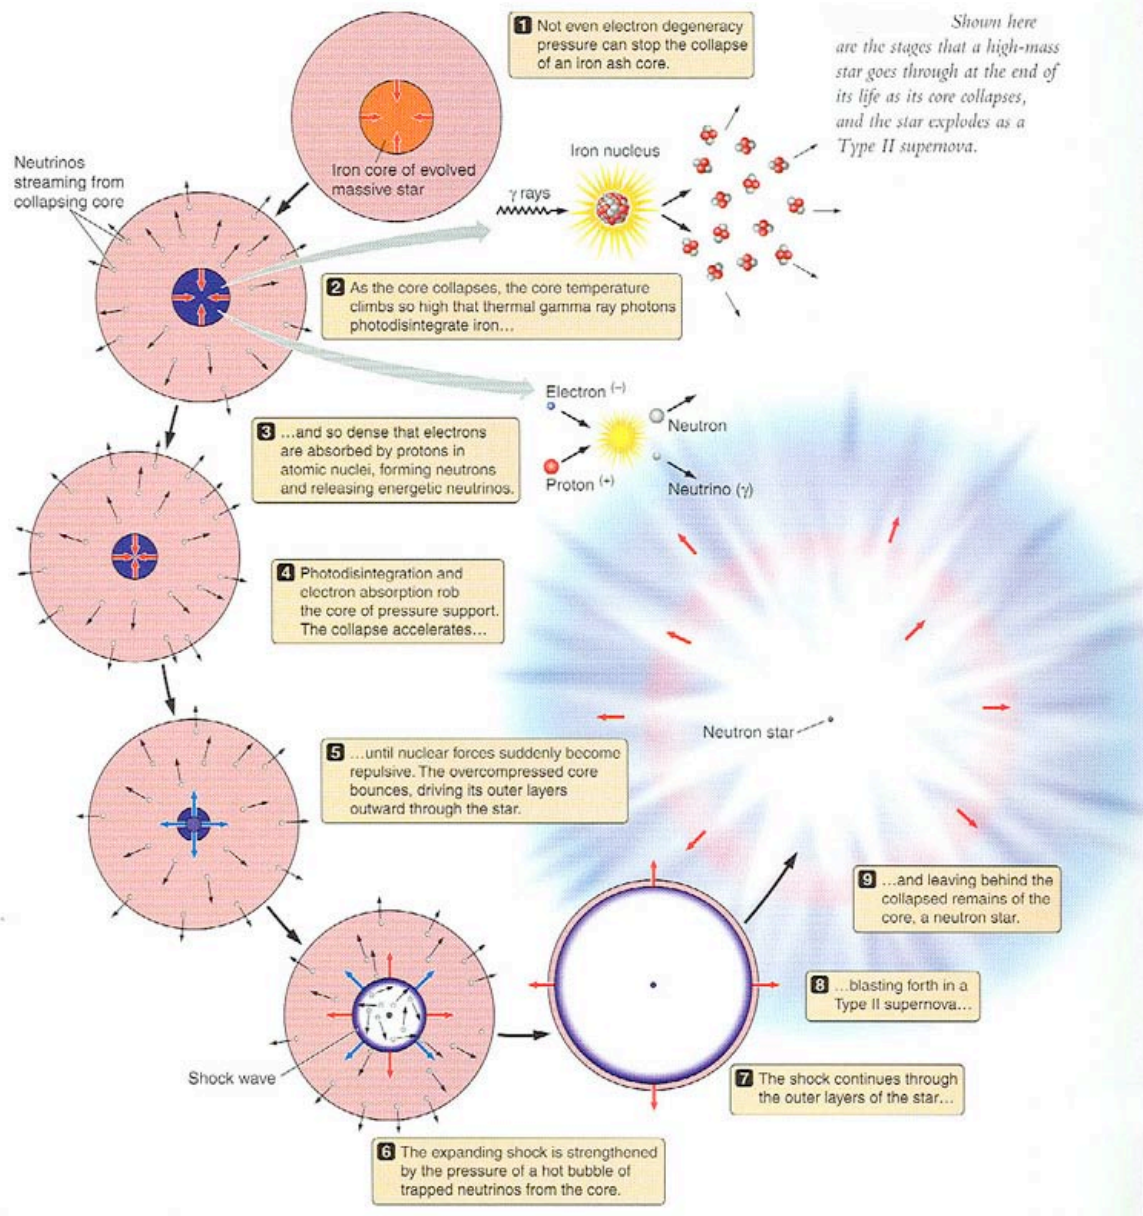 Shown here
are the stages that a high-mass
star goes through at the end of
its life as its core collapses,
and the star explodes as a
Type II supernova.
1 Not even electron degeneracy
pressure can stop the collapse
of an iron ash core.
Iron core of evolved
massive star
Neutrinos
streaming from
collapsing core
γ rays
Iron nucleus
2 As the core collapses, the core temperature
climbs so high that thermal gamma ray photons
photodisintegrate iron...
3 ...and so dense that electrons
are absorbed by protons in
atomic nuclei, forming neutrons
and releasing energetic neutrinos.
Electron (–)
Proton (+)
Neutron
Neutrino (γ)
4 Photodisintegration and
electron absorption rob
the core of pressure support.
The collapse accelerates...
5 ...until nuclear forces suddenly become
repulsive. The overcompressed core
bounces, driving its outer layers
outward through the star.
Shock wave
6 The expanding shock is strengthened
by the pressure of a hot bubble of
trapped neutrinos from the core.
7 The shock continues through
the outer layers of the star...
8 ...blasting forth in a
Type II supernova...
9 ...and leaving behind the
collapsed remains of the
core, a neutron star.
Neutron star